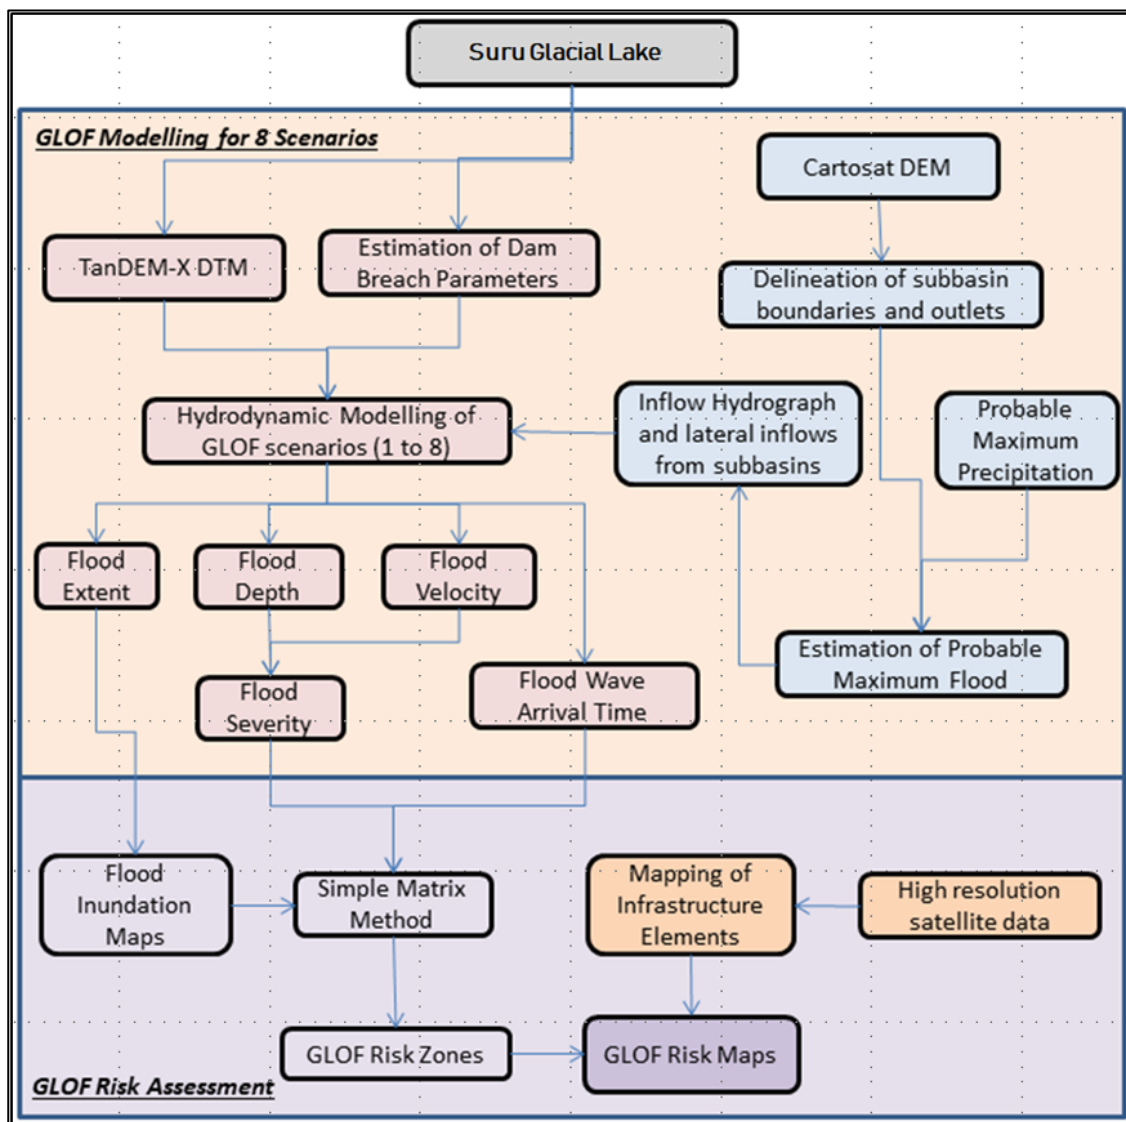 Suru Glacial Lake
GLOF Modelling for 8 Scenarios
Cartosat DEM
TanDEM-X DTM
Estimation of Dam
Breach Parameters
Delineation of subbasin
boundaries and outlets
Hydrodynamic Modelling of
GLOF scenarios (1 to 8)
Inflow Hydrograph
and lateral inflows
from subbasins
Probable
Maximum
Precipitation
Flood
Extent
Flood
Depth
Flood
Velocity
Flood
Severity
Flood Wave
Arrival Time
Estimation of Probable
Maximum Flood
Flood
Inundation
Maps
Simple Matrix
Method
Mapping of
Infrastructure
Elements
High resolution
satellite data
GLOF Risk Zones
GLOF Risk Maps
GLOF Risk Assessment